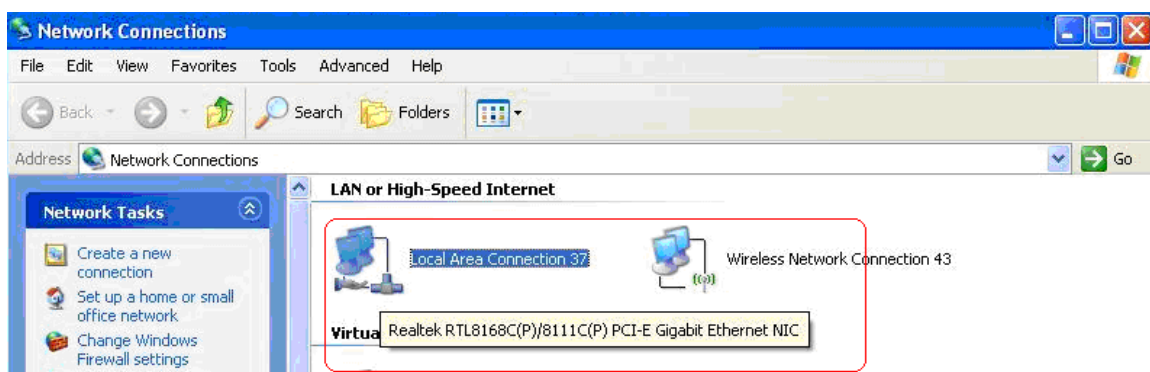 Network Connections
File Edit View Favorites Tools Advanced Help
Back Search Folders
Address Network Connections Go
Network Tasks
Create a new
connection
Set up a home or small
office network
Change Windows
Firewall settings
LAN or High-Speed Internet
Local Area Connection 37
Wireless Network Connection 43
Virtua
Realtek RTL8168C(P)/8111C(P) PCI-E Gigabit Ethernet NIC